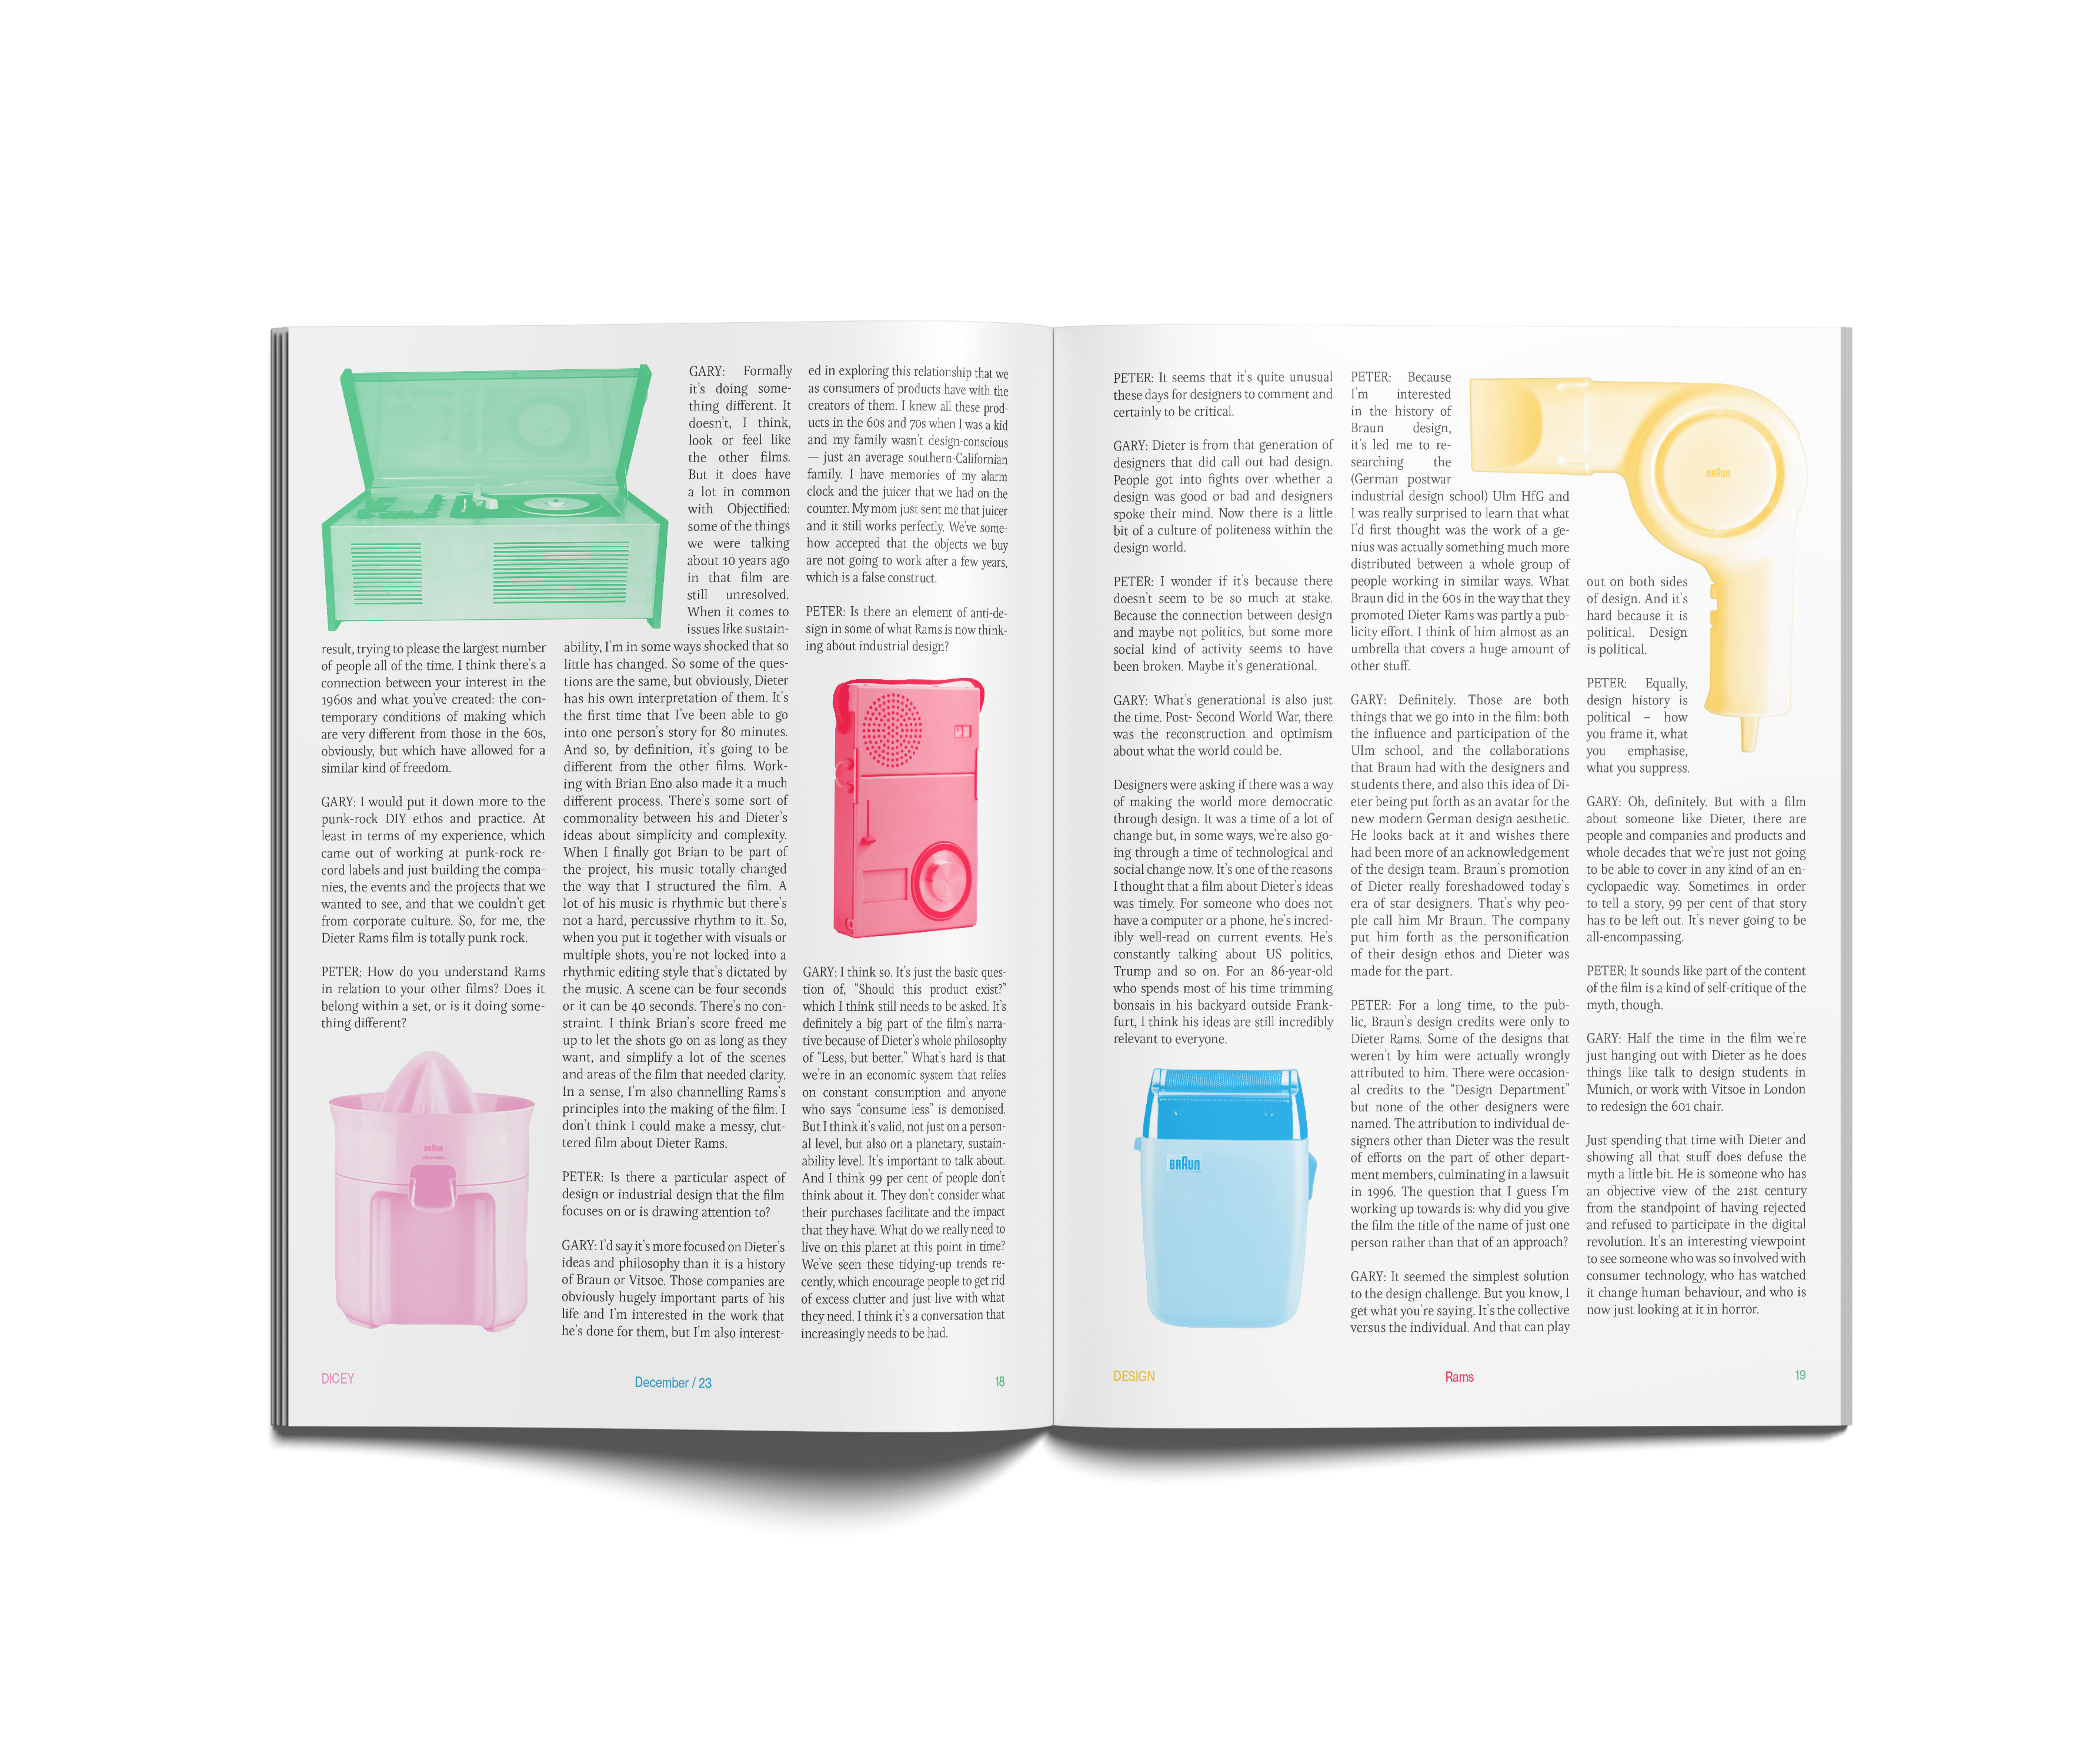 result, trying to please the largest number
of people all of the time. I think there's a
connection between your interest in the
1960s and what you've created: the con-
temporary conditions of making which
are very different from those in the 60s,
obviously, but which have allowed for a
similar kind of freedom.
GARY: I would put it down more to the
punk-rock DIY ethos and practice. At
least in terms of my experience, which
came out of working at punk-rock re-
cord labels and just building the compa-
nies, the events and the projects that we
wanted to see, and that we couldn't get
from corporate culture. So, for me, the
Dieter Rams film is totally punk rock.
PETER: How do you understand Rams
in relation to your other films? Does it
belong within a set, or is it doing some-
thing different?
BRAUN
citromatic
GARY: Formally
it's doing some-
thing different. It
doesn't, I think,
look or feel like
the other films.
But it does have
a lot in common
with Objectified:
some of the things
we were talking
about 10 years ago
in that film are
still unresolved.
When it comes to
issues like sustain-
ability, I'm in some ways shocked that so
little has changed. So some of the ques-
tions are the same, but obviously, Dieter
has his own interpretation of them. It's
the first time that I've been able to go
into one person's story for 80 minutes.
And so, by definition, it's going to be
different from the other films. Work-
ing with Brian Eno also made it a much
different process. There's some sort of
commonality between his and Dieter's
ideas about simplicity and complexity.
When I finally got Brian to be part of
the project, his music totally changed
the way that I structured the film. A
lot of his music is rhythmic but there's
not a hard, percussive rhythm to it. So,
when you put it together with visuals or
multiple shots, you're not locked into a
rhythmic editing style that's dictated by
the music. A scene can be four seconds
or it can be 40 seconds. There's no con-
straint. I think Brian's score freed me
up to let the shots go on as long as they
want, and simplify a lot of the scenes
and areas of the film that needed clarity.
In a sense, I'm also channelling Rams's
principles into the making of the film. I
don't think I could make a messy, clut-
tered film about Dieter Rams.
PETER: Is there a particular aspect of
design or industrial design that the film
focuses on or is drawing attention to?
GARY: I'd say it's more focused on Dieter's
ideas and philosophy than it is a history
of Braun or Vitsoe. Those companies are
obviously hugely important parts of his
life and I'm interested in the work that
he's done for them, but I'm also interest-
ed in exploring this relationship that we
as consumers of products have with the
creators of them. I knew all these prod-
ucts in the 60s and 70s when I was a kid
and my family wasn't design-conscious
— just an average southern-Californian
family. I have memories of my alarm
clock and the juicer that we had on the
counter. My mom just sent me that juicer
and it still works perfectly. We've some-
how accepted that the objects we buy
are not going to work after a few years,
which is a false construct.
PETER: Is there an element of anti-de-
sign in some of what Rams is now think-
ing about industrial design?
GARY: I think so. It's just the basic ques-
tion of, “Should this product exist?”
which I think still needs to be asked. It's
definitely a big part of the film's narra-
tive because of Dieter's whole philosophy
of “Less, but better.” What's hard is that
we're in an economic system that relies
on constant consumption and anyone
who says “consume less” is demonised.
But I think it's valid, not just on a person-
al level, but also on a planetary, sustain-
ability level. It's important to talk about.
And I think 99 per cent of people don't
think about it. They don't consider what
their purchases facilitate and the impact
that they have. What do we really need to
live on this planet at this point in time?
We've seen these tidying-up trends re-
cently, which encourage people to get rid
of excess clutter and just live with what
they need. I think it's a conversation that
increasingly needs to be had.
DICEY
December / 23
18
PETER: It seems that it's quite unusual
these days for designers to comment and
certainly to be critical.
GARY: Dieter is from that generation of
designers that did call out bad design.
People got into fights over whether a
design was good or bad and designers
spoke their mind. Now there is a little
bit of a culture of politeness within the
design world.
PETER: I wonder if it's because there
doesn't seem to be so much at stake.
Because the connection between design
and maybe not politics, but some more
social kind of activity seems to have
been broken. Maybe it's generational.
GARY: What's generational is also just
the time. Post- Second World War, there
was the reconstruction and optimism
about what the world could be.
Designers were asking if there was a way
of making the world more democratic
through design. It was a time of a lot of
change but, in some ways, we're also go-
ing through a time of technological and
social change now. It's one of the reasons
I thought that a film about Dieter's ideas
was timely. For someone who does not
have a computer or a phone, he's incred-
ibly well-read on current events. He's
constantly talking about US politics,
Trump and so on. For an 86-year-old
who spends most of his time trimming
bonsais in his backyard outside Frank-
furt, I think his ideas are still incredibly
relevant to everyone.
BRAUN
PETER: Because
I'm interested
in the history of
Braun design,
it's led me to re-
searching the
(German postwar
industrial design school) Ulm HfG and
I was really surprised to learn that what
I'd first thought was the work of a ge-
nius was actually something much more
distributed between a whole group of
people working in similar ways. What
Braun did in the 60s in the way that they
promoted Dieter Rams was partly a pub-
licity effort. I think of him almost as an
umbrella that covers a huge amount of
other stuff.
GARY: Definitely. Those are both
things that we go into in the film: both
the influence and participation of the
Ulm school, and the collaborations
that Braun had with the designers and
students there, and also this idea of Di-
eter being put forth as an avatar for the
new modern German design aesthetic.
He looks back at it and wishes there
had been more of an acknowledgement
of the design team. Braun's promotion
of Dieter really foreshadowed today's
era of star designers. That's why peo-
ple call him Mr Braun. The company
put him forth as the personification
of their design ethos and Dieter was
made for the part.
PETER: For a long time, to the pub-
lic, Braun's design credits were only to
Dieter Rams. Some of the designs that
weren't by him were actually wrongly
attributed to him. There were occasion-
al credits to the “Design Department”
but none of the other designers were
named. The attribution to individual de-
signers other than Dieter was the result
of efforts on the part of other depart-
ment members, culminating in a lawsuit
in 1996. The question that I guess I'm
working up towards is: why did you give
the film the title of the name of just one
person rather than that of an approach?
GARY: It seemed the simplest solution
to the design challenge. But you know, I
get what you're saying. It's the collective
versus the individual. And that can play
BRAUN
out on both sides
of design. And it's
hard because it is
political. Design
is political.
PETER: Equally,
design history is
political – how
you frame it, what
you emphasise,
what you suppress.
GARY: Oh, definitely. But with a film
about someone like Dieter, there are
people and companies and products and
whole decades that we're just not going
to be able to cover in any kind of an en-
cyclopaedic way. Sometimes in order
to tell a story, 99 per cent of that story
has to be left out. It's never going to be
all-encompassing.
PETER: It sounds like part of the content
of the film is a kind of self-critique of the
myth, though.
GARY: Half the time in the film we're
just hanging out with Dieter as he does
things like talk to design students in
Munich, or work with Vitsoe in London
to redesign the 601 chair.
Just spending that time with Dieter and
showing all that stuff does defuse the
myth a little bit. He is someone who has
an objective view of the 21st century
from the standpoint of having rejected
and refused to participate in the digital
revolution. It's an interesting viewpoint
to see someone who was so involved with
consumer technology, who has watched
it change human behaviour, and who is
now just looking at it in horror.
DESIGN
Rams
19